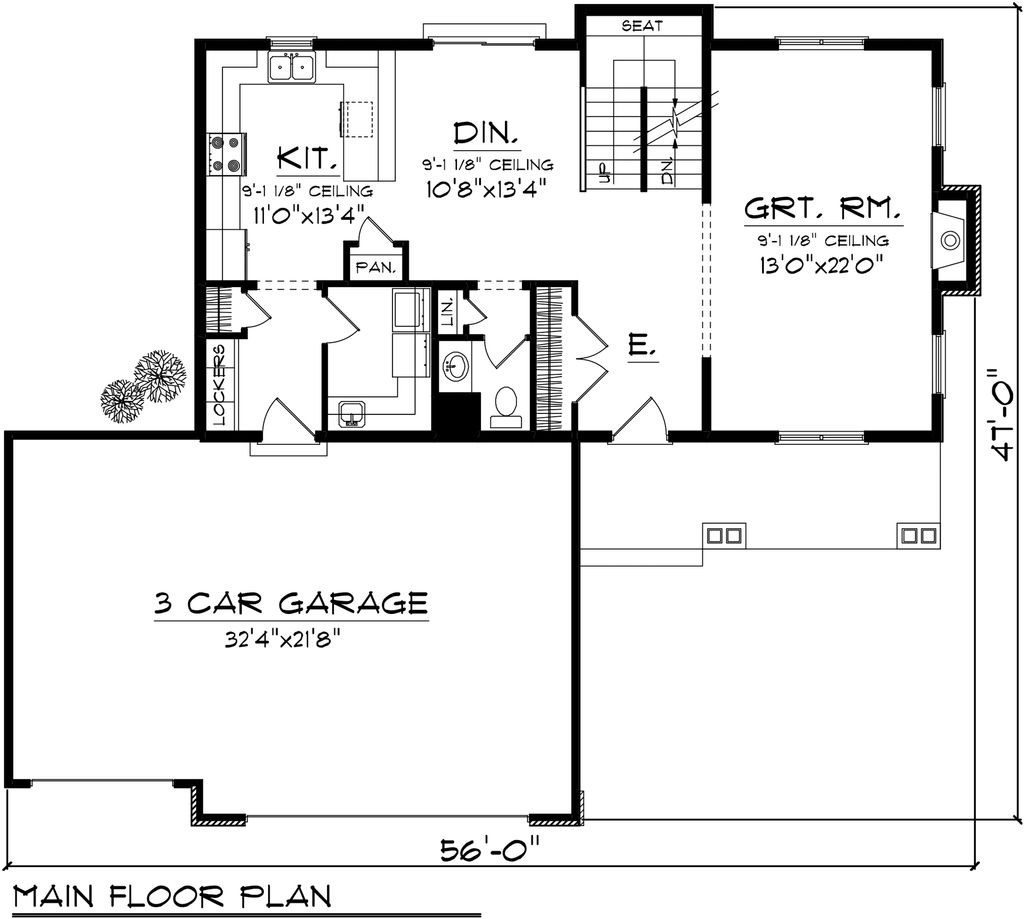 SEAT
UP
DN.
DIN.
9'-1 1/8" CEILING
10'8"x13'4"
KIT.
9'-1 1/8" CEILING
11'0"x13'4"
PAN.
GRT. RM.
9'-1 1/8" CEILING
13'0"x22'0"
LIN.
E.
LOCKERS
47'-0"
3 CAR GARAGE
32'4"x21'8"
56'-0"
MAIN FLOOR PLAN